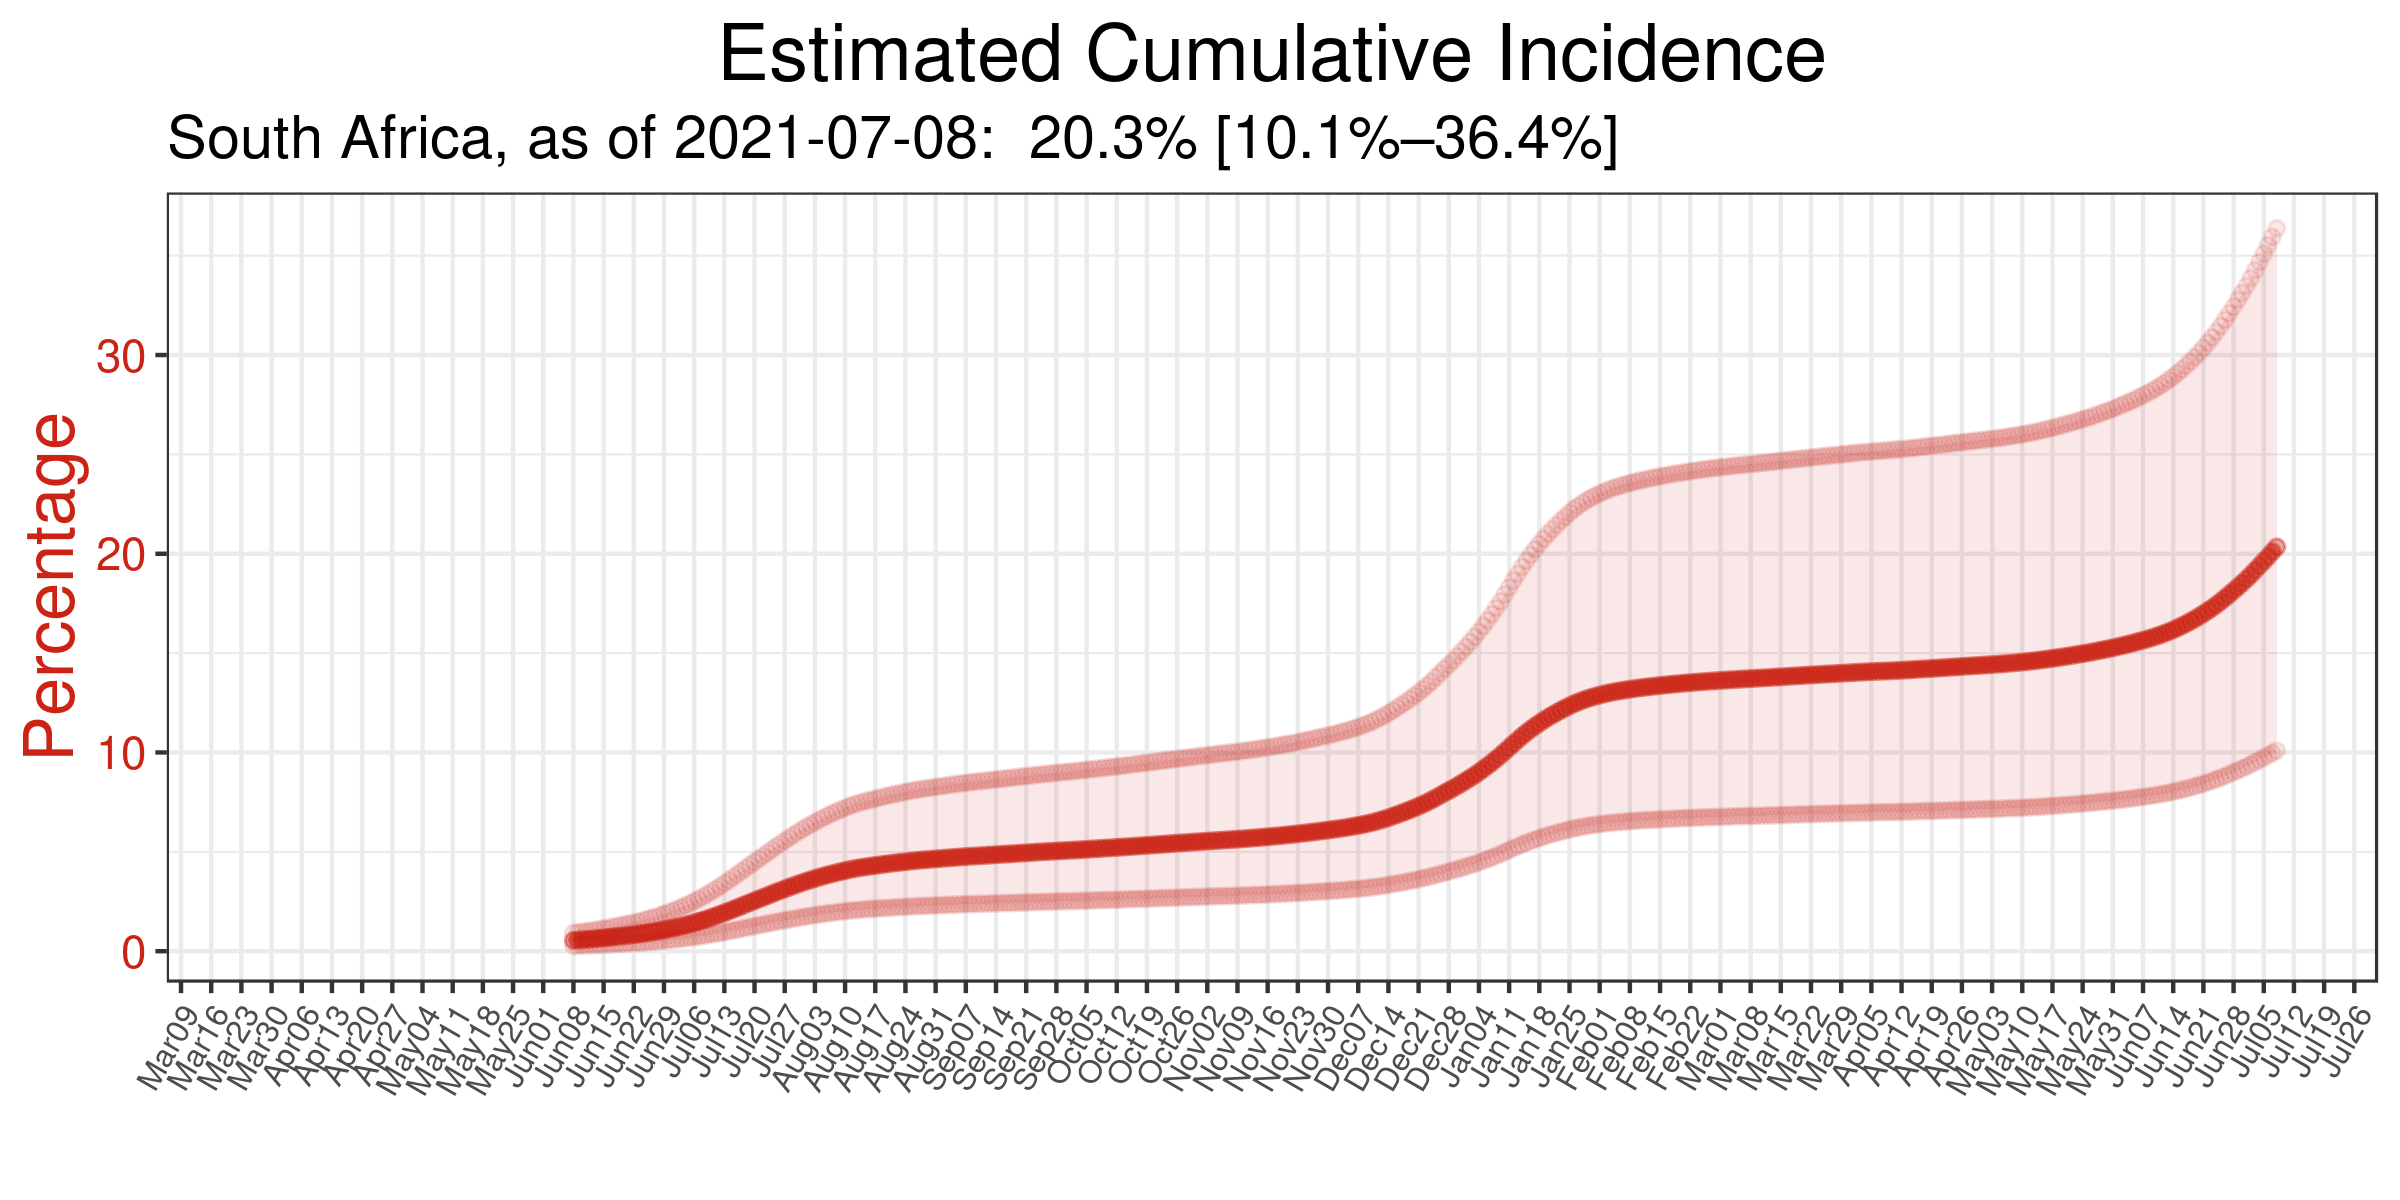 Estimated Cumulative Incidence
South Africa, as of 2021-07-08:  20.3% [10.1%–36.4%]
Percentage
30
20
10
0
Mar09
Mar16
Mar23
Mar30
Apr06
Apr13
Apr20
Apr27
May04
May11
May18
May25
Jun01
Jun08
Jun15
Jun22
Jun29
Jul06
Jul13
Jul20
Jul27
Aug03
Aug10
Aug17
Aug24
Aug31
Sep07
Sep14
Sep21
Sep28
Oct05
Oct12
Oct19
Oct26
Nov02
Nov09
Nov16
Nov23
Nov30
Dec07
Dec14
Dec21
Dec28
Jan04
Jan11
Jan18
Jan25
Feb01
Feb08
Feb15
Feb22
Mar01
Mar08
Mar15
Mar22
Mar29
Apr05
Apr12
Apr19
Apr26
May03
May10
May17
May24
May31
Jun07
Jun14
Jun21
Jun28
Jul05
Jul12
Jul19
Jul26